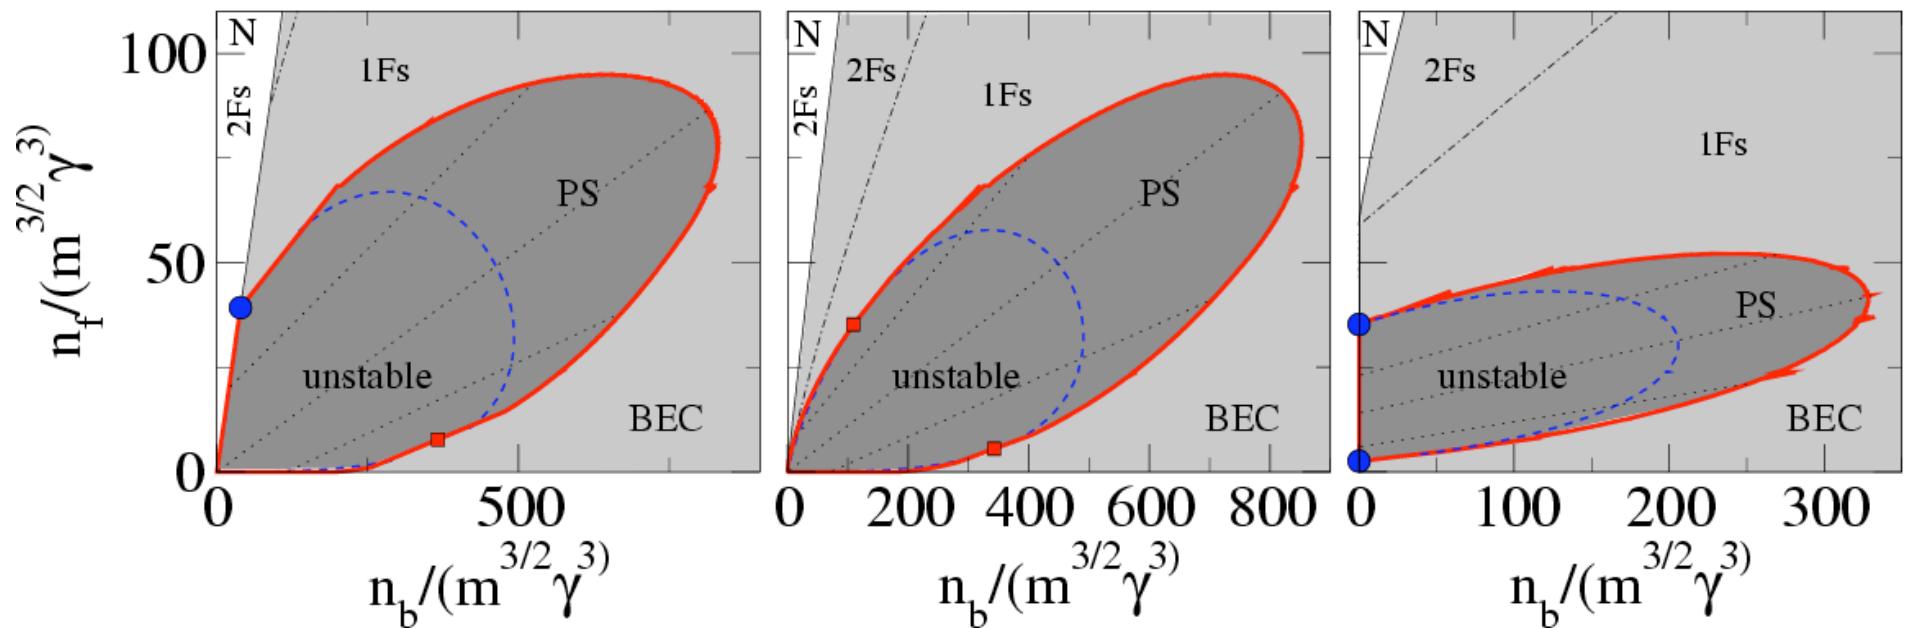 n_f/(m^3/2 γ^3)
100
50
0
N
2Fs
1Fs
PS
unstable
BEC
0
500
n_b/(m^3/2 γ^3)
N
2Fs
2Fs
1Fs
PS
unstable
BEC
0
200
400
600
800
n_b/(m^3/2 γ^3)
N
2Fs
1Fs
PS
unstable
BEC
0
100
200
300
n_b/(m^3/2 γ^3)